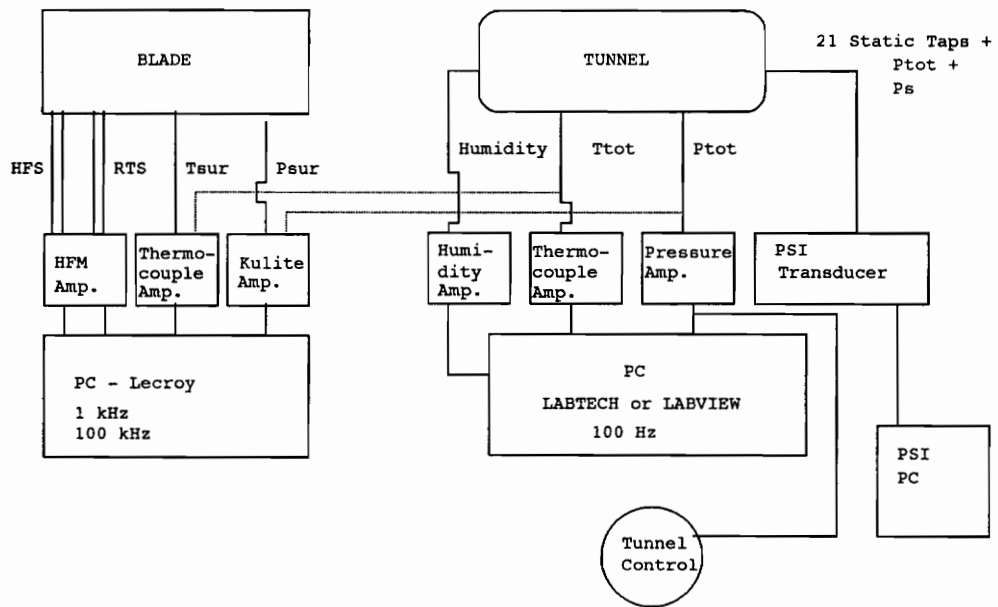 BLADE
TUNNEL
21 Static Taps +
Ptot +
Ps
HFS
RTS
Tsur
Psur
Humidity
Ttot
Ptot
HFM
Amp.
Thermo-
couple
Amp.
Kulite
Amp.
Humi-
dity
Amp.
Thermo-
couple
Amp.
Pressure
Amp.
PSI
Transducer
PC - Lecroy
1 kHz
100 kHz
PC
LABTECH or LABVIEW
100 Hz
PSI
PC
Tunnel
Control